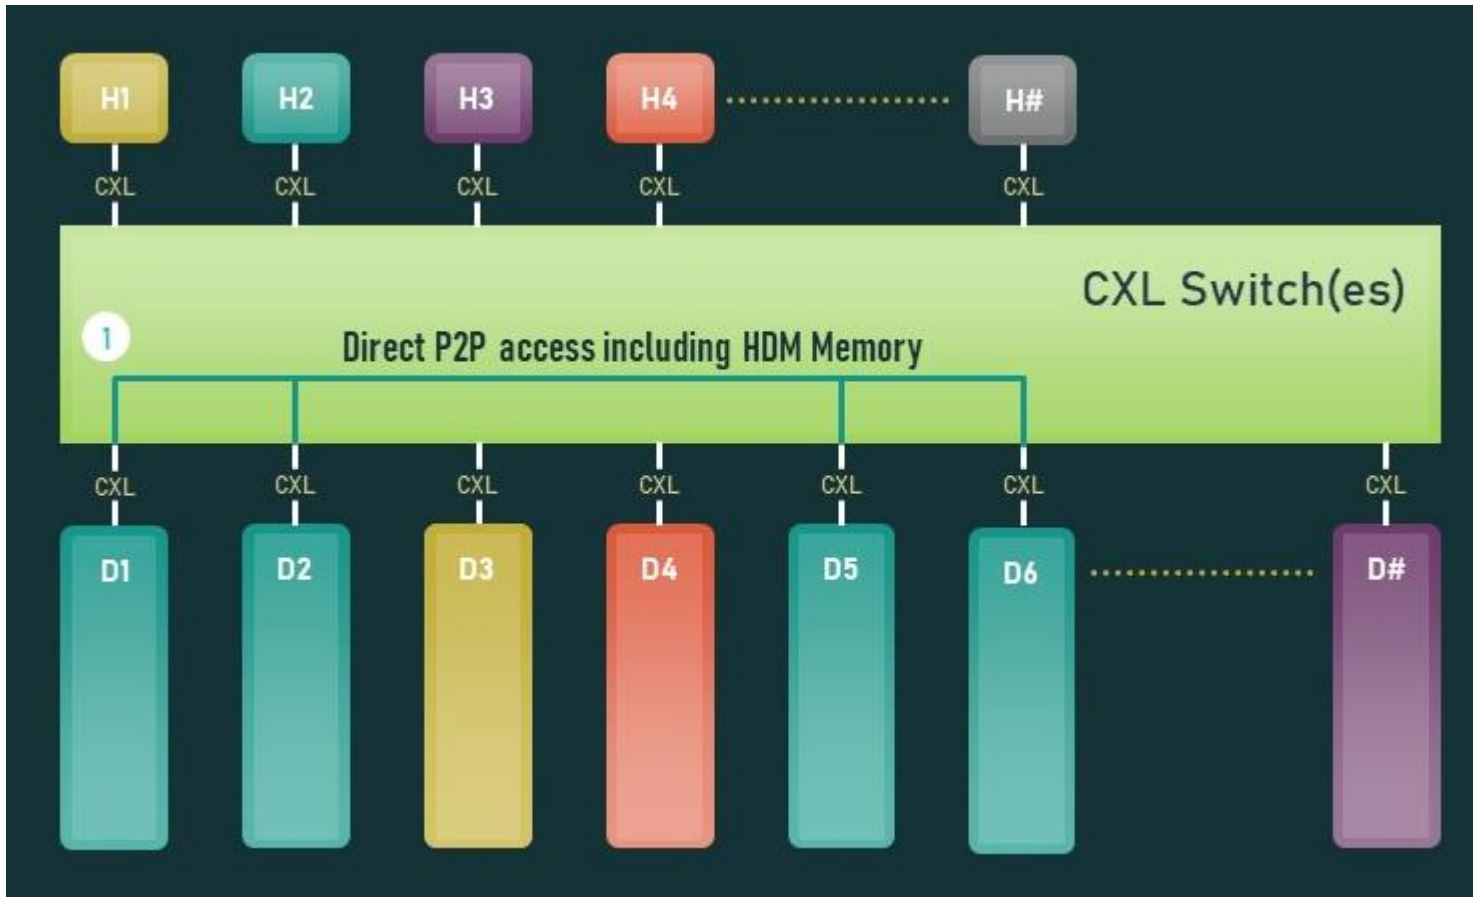 H1 H2 H3 H4 H#
CXL CXL CXL CXL CXL
CXL Switch(es)
1
Direct P2P access including HDM Memory
CXL CXL CXL CXL CXL CXL CXL
D1 D2 D3 D4 D5 D6 D#